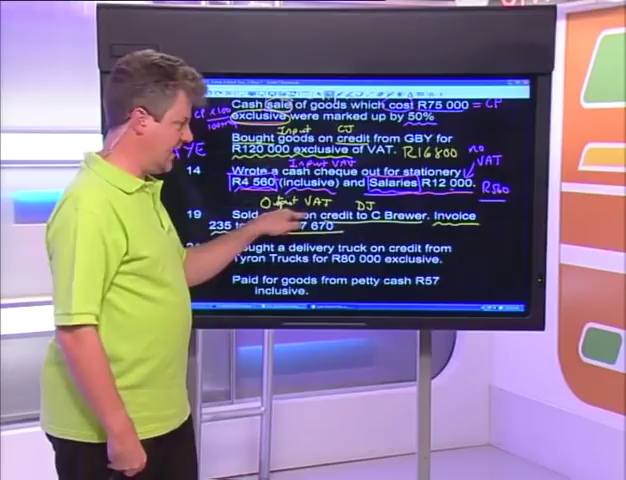 Cash sale of goods which cost R75 000 = CP
exclusive were marked up by 50%
Input CJ
Bought goods on credit from GBY for
R120 000 exclusive of VAT. R16800 no
Input VAT VAT
14 Wrote a cash cheque out for stationery
R4 560 (inclusive) and Salaries R12 000. R560
Output VAT DJ
19 Sold on credit to C Brewer. Invoice
235 7 670
a delivery truck on credit from
Tyron Trucks for R80 000 exclusive.
Paid for goods from petty cash R57
inclusive.